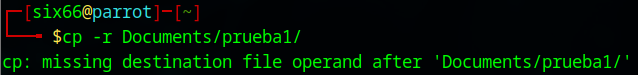 ┌─[six66@parrot]─[~]
└──╼ $cp -r Documents/prueba1/
cp: missing destination file operand after 'Documents/prueba1/'